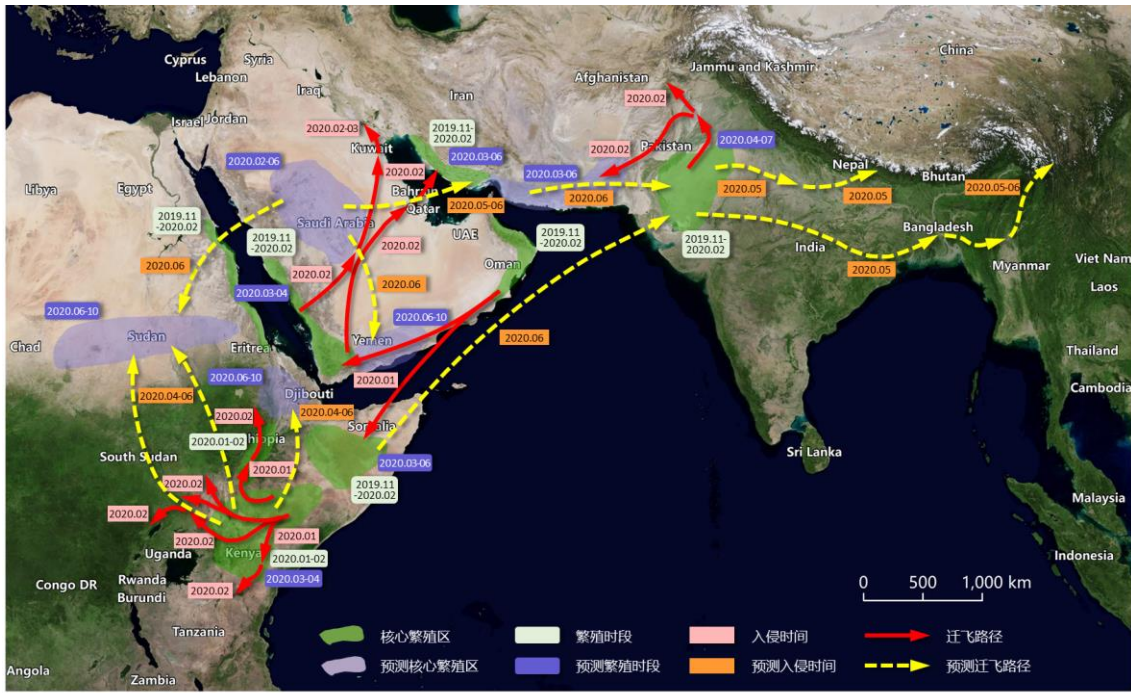 Cyprus
Syria
Lebanon
Iraq
Israel
Jordan
Iran
Afghanistan
Jammu and Kashmir
China
2020.02
2020.02-03
Kuwait
2019.11-
2020.02
2020.03-06
2020.02
Pakistan
2020.04-07
2020.02-06
2020.02
2020.03-06
Nepal
Bhutan
2020.05-06
Libya
Egypt
Bahrain
Qatar
2020.05-06
2020.06
2020.05
2020.05
2019.11
-2020.02
2019.11
-2020.02
Saudi Arabia
UAE
2019.11
-2020.02
2019.11-
2020.02
India
Bangladesh
Myanmar
Viet Nam
Laos
2020.06
2020.02
2020.02
Oman
2020.05
2020.03-04
2020.06
2020.06-10
2020.06-10
Chad
Sudan
Eritrea
Yemen
2020.06
Thailand
Cambodia
2020.06-10
2020.01
2020.04-06
Djibouti
2020.04-06
2020.02
Somalia
2020.01-02
hiopia
South Sudan
2020.01
2020.03-06
2019.11
-2020.02
Sri Lanka
2020.02
2020.02
2020.02
2020.01
Malaysia
Uganda
Kenya
2020.01-02
Indonesia
Congo DR
Rwanda
Burundi
2020.02
2020.03-04
0 500 1,000 km
Tanzania
Angola
Zambia
核心繁殖区 繁殖时段 入侵时间 迁飞路径
预测核心繁殖区 预测繁殖时段 预测入侵时间 预测迁飞路径